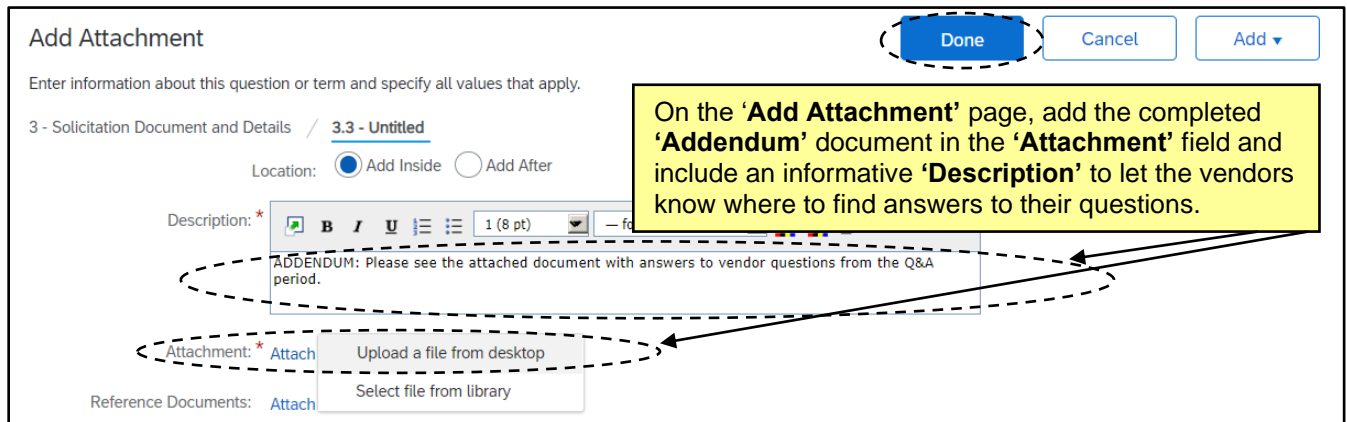 Add Attachment
Done
Cancel
Add
Enter information about this question or term and specify all values that apply.
On the ‘Add Attachment’ page, add the completed
‘Addendum’ document in the ‘Attachment’ field and
include an informative ‘Description’ to let the vendors
know where to find answers to their questions.
3 - Solicitation Document and Details / 3.3 - Untitled
Location: Add Inside Add After
Description: * B I U 1 (8 pt)
ADDENDUM: Please see the attached document with answers to vendor questions from the Q&A
period.
Attachment: * Attach Upload a file from desktop
Select file from library
Reference Documents: Attach